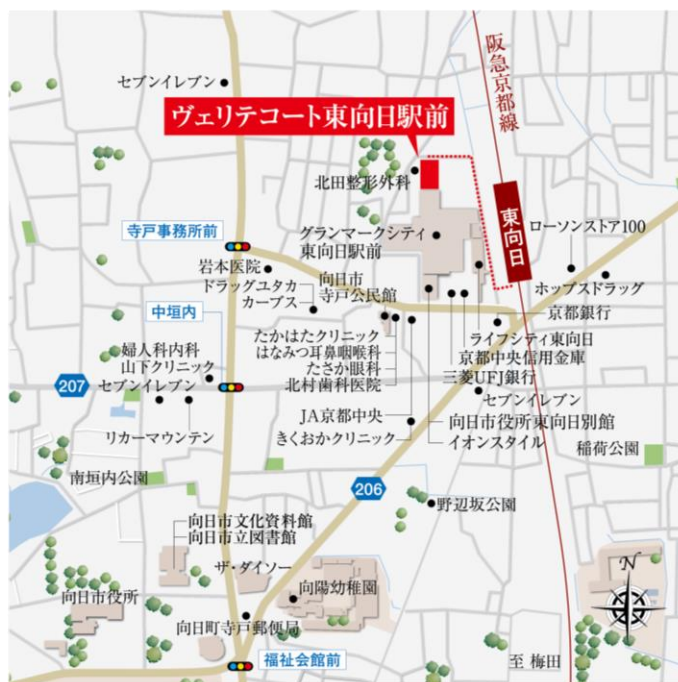 阪急京都線
セブンイレブン
ヴェリテコート東向日駅前
北田整形外科
東向日
ローソンストア100
グランマークシティ
東向日駅前
寺戸事務所前
岩本医院
ドラッグユタカ
カーブス
向日市
寺戸公民館
ホップスドラッグ
京都銀行
中垣内
たかはたクリニック
はなみつ耳鼻咽喉科
たさか眼科
北村歯科医院
ライフシティ東向日
京都中央信用金庫
三菱UFJ銀行
婦人科内科
山下クリニック
セブンイレブン
207
セブンイレブン
リカーマウンテン
JA京都中央
きくおかクリニック
向日市役所東向日別館
イオンスタイル
稲荷公園
南垣内公園
206
野辺坂公園
向日市文化資料館
向日市立図書館
ザ・ダイソー
向陽幼稚園
向日市役所
向日町寺戸郵便局
福祉会館前
N
至 梅田